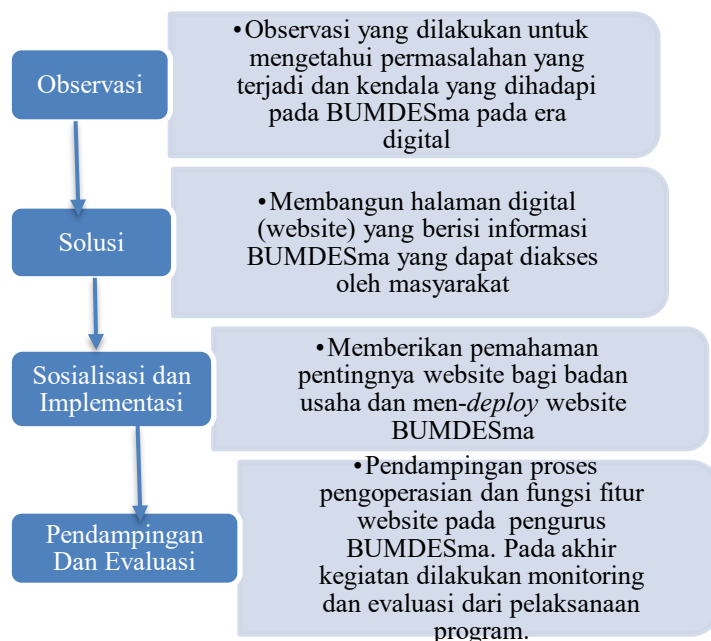 Observasi
•Observasi yang dilakukan untuk
mengetahui permasalahan yang
terjadi dan kendala yang dihadapi
pada BUMDESma pada era
digital
Solusi
•Membangun halaman digital
(website) yang berisi informasi
BUMDESma yang dapat diakses
oleh masyarakat
Sosialisasi dan
Implementasi
•Memberikan pemahaman
pentingnya website bagi badan
usaha dan men-deploy website
BUMDESma
Pendampingan
Dan Evaluasi
•Pendampingan proses
pengoperasian dan fungsi fitur
website pada pengurus
BUMDESma. Pada akhir
kegiatan dilakukan monitoring
dan evaluasi dari pelaksanaan
program.